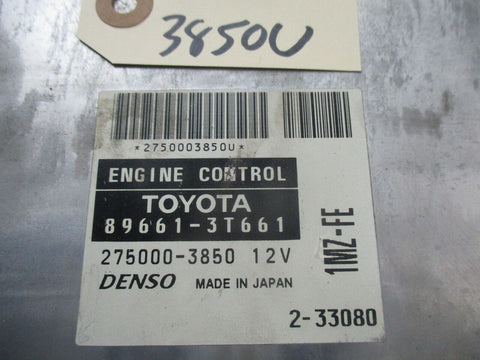 3850U
*2750003850U*
ENGINE CONTROL
TOYOTA
89661-3T661
275000-3850 12V
DENSO MADE IN JAPAN
1MZ-FE
2-33080